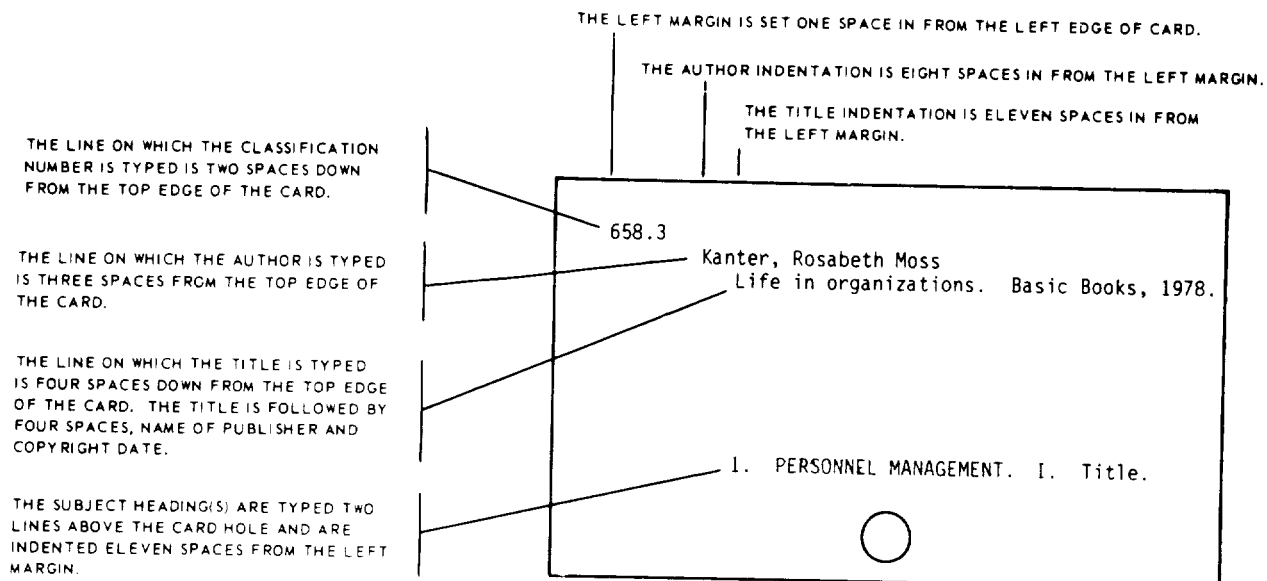 THE LEFT MARGIN IS SET ONE SPACE IN FROM THE LEFT EDGE OF CARD.
THE AUTHOR INDENTATION IS EIGHT SPACES IN FROM THE LEFT MARGIN.
THE TITLE INDENTATION IS ELEVEN SPACES IN FROM
THE LEFT MARGIN.
THE LINE ON WHICH THE CLASSIFICATION
NUMBER IS TYPED IS TWO SPACES DOWN
FROM THE TOP EDGE OF THE CARD.
658.3
THE LINE ON WHICH THE AUTHOR IS TYPED
IS THREE SPACES FROM THE TOP EDGE OF
THE CARD.
Kanter, Rosabeth Moss
Life in organizations. Basic Books, 1978.
THE LINE ON WHICH THE TITLE IS TYPED
IS FOUR SPACES DOWN FROM THE TOP EDGE
OF THE CARD. THE TITLE IS FOLLOWED BY
FOUR SPACES, NAME OF PUBLISHER AND
COPYRIGHT DATE.
1. PERSONNEL MANAGEMENT. I. Title.
THE SUBJECT HEADING(S) ARE TYPED TWO
LINES ABOVE THE CARD HOLE AND ARE
INDENTED ELEVEN SPACES FROM THE LEFT
MARGIN.